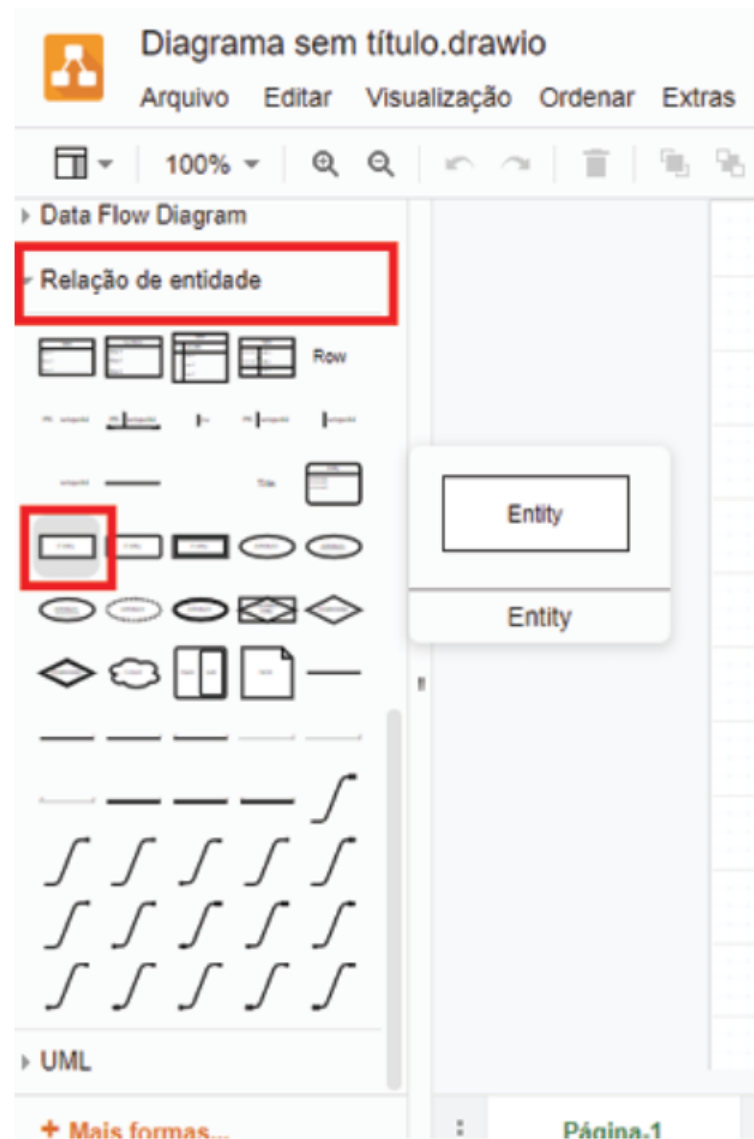 Diagrama sem título.drawio
Arquivo Editar Visualização Ordenar Extras
100%
Data Flow Diagram
Relação de entidade
Row
Title
Entity
Entity
UML
+ Mais formas...
Página-1